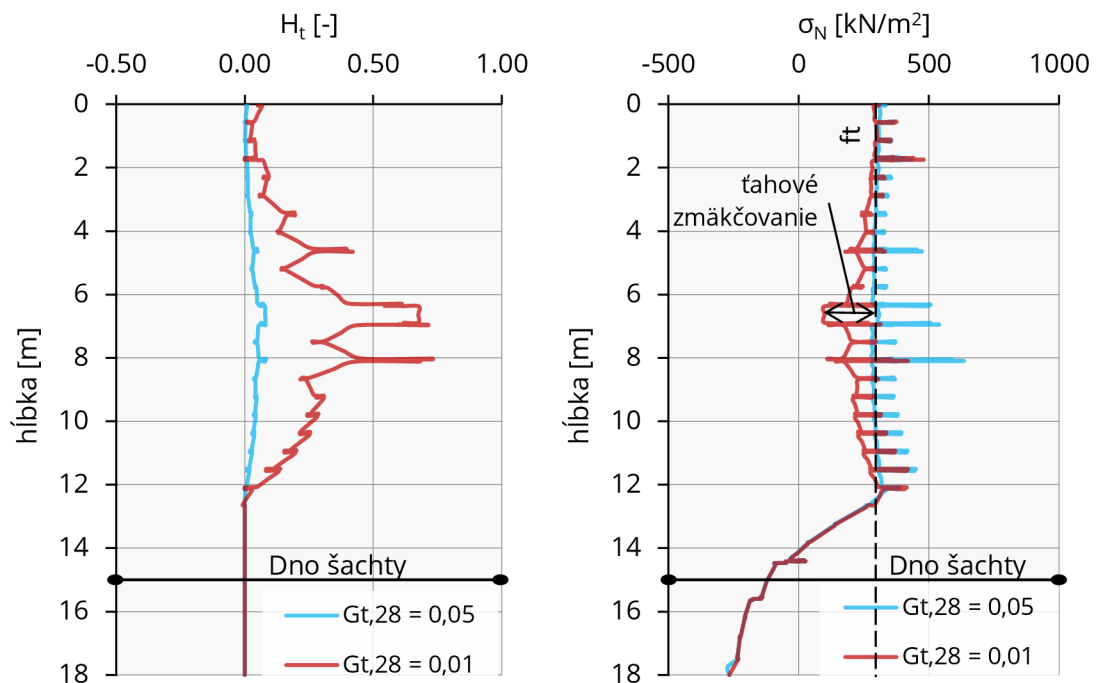 Hₜ [-]
-0.50 0.00 0.50 1.00
0
2
4
6
8
10
12
14
16
18
hĺbka [m]
Dno šachty
Gt,28 = 0,05
Gt,28 = 0,01
σN [kN/m²]
-500 0 500 1000
0
2
4
6
8
10
12
14
16
18
hĺbka [m]
ft
ťahové
zmäkčovanie
Dno šachty
Gt,28 = 0,05
Gt,28 = 0,01